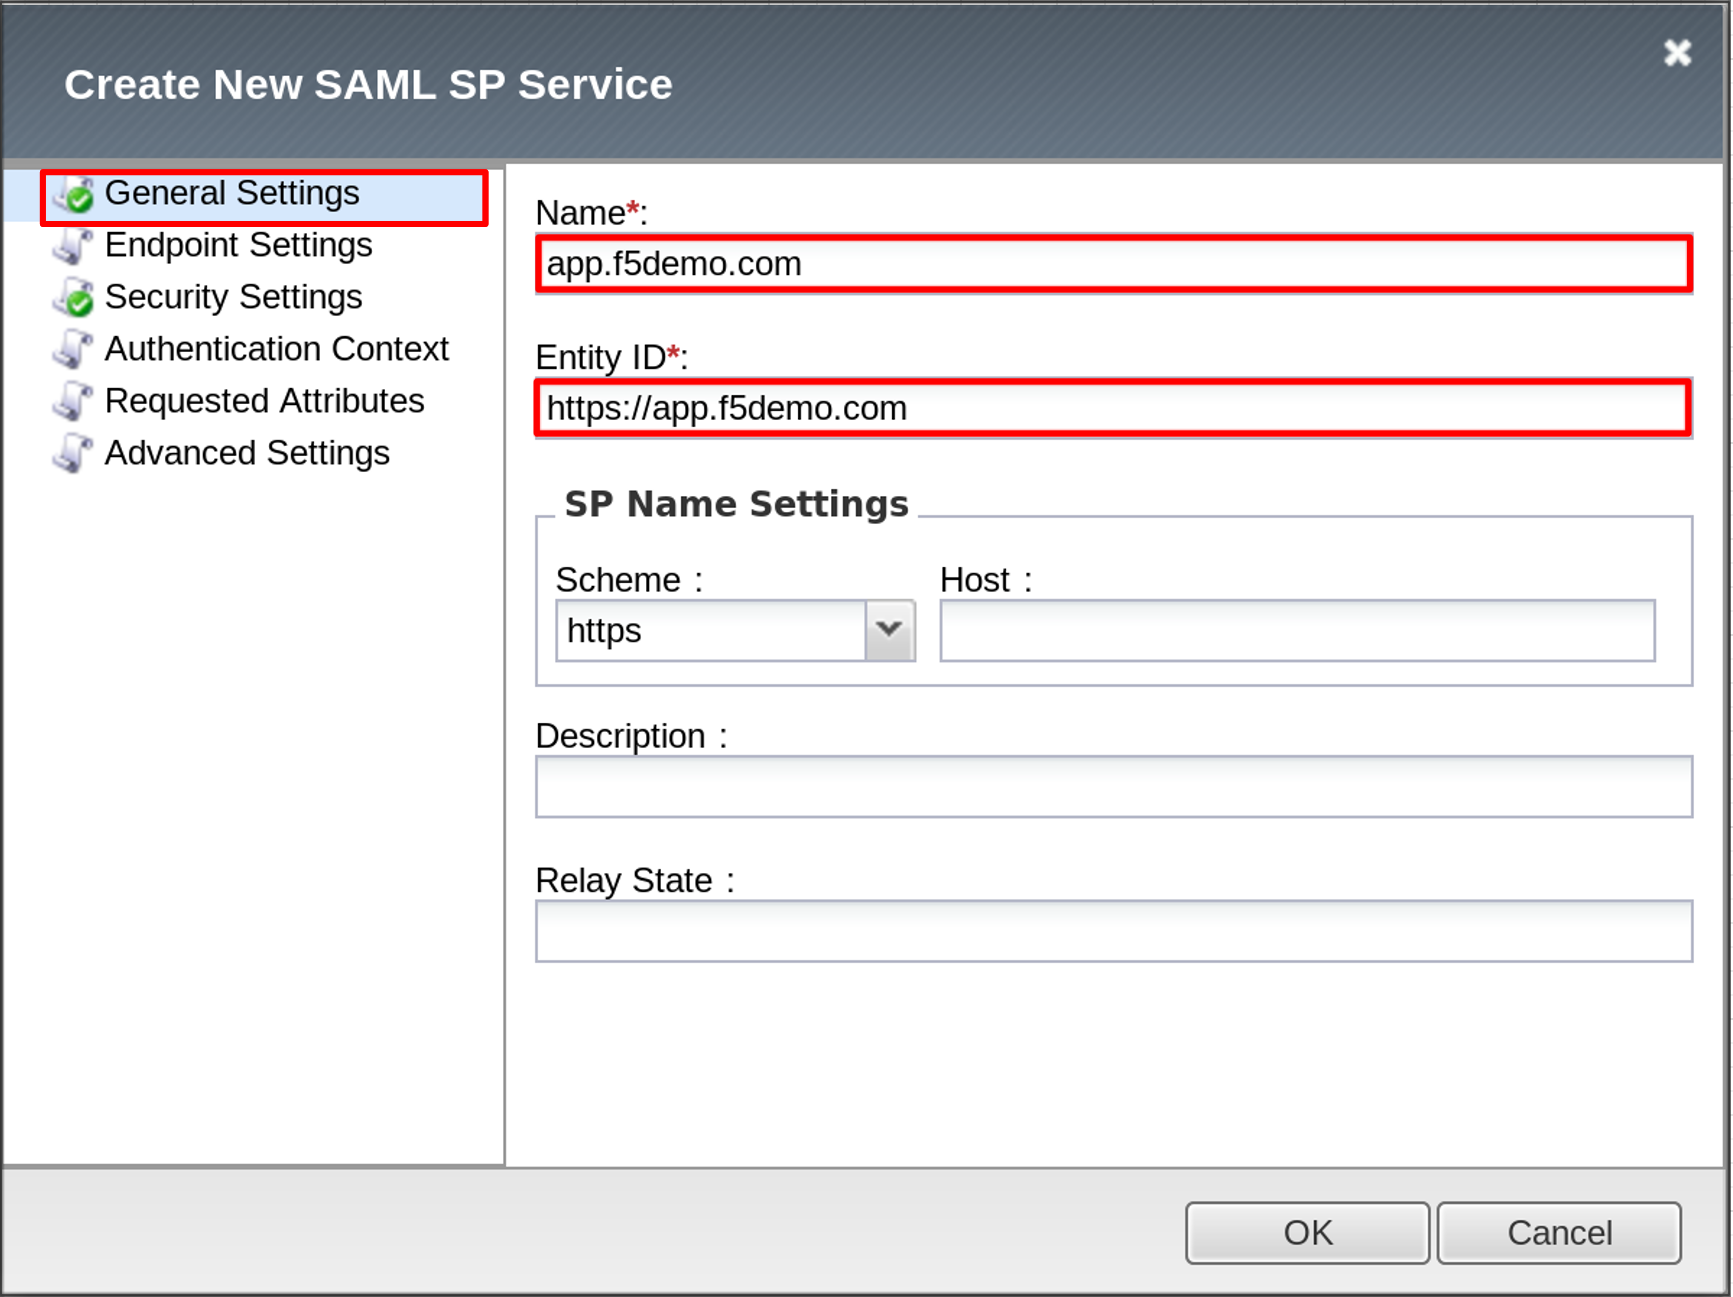 Create New SAML SP Service
General Settings
Endpoint Settings
Security Settings
Authentication Context
Requested Attributes
Advanced Settings
Name*:
app.f5demo.com
Entity ID*:
https://app.f5demo.com
SP Name Settings
Scheme :
https
Host :
Description :
Relay State :
OK
Cancel